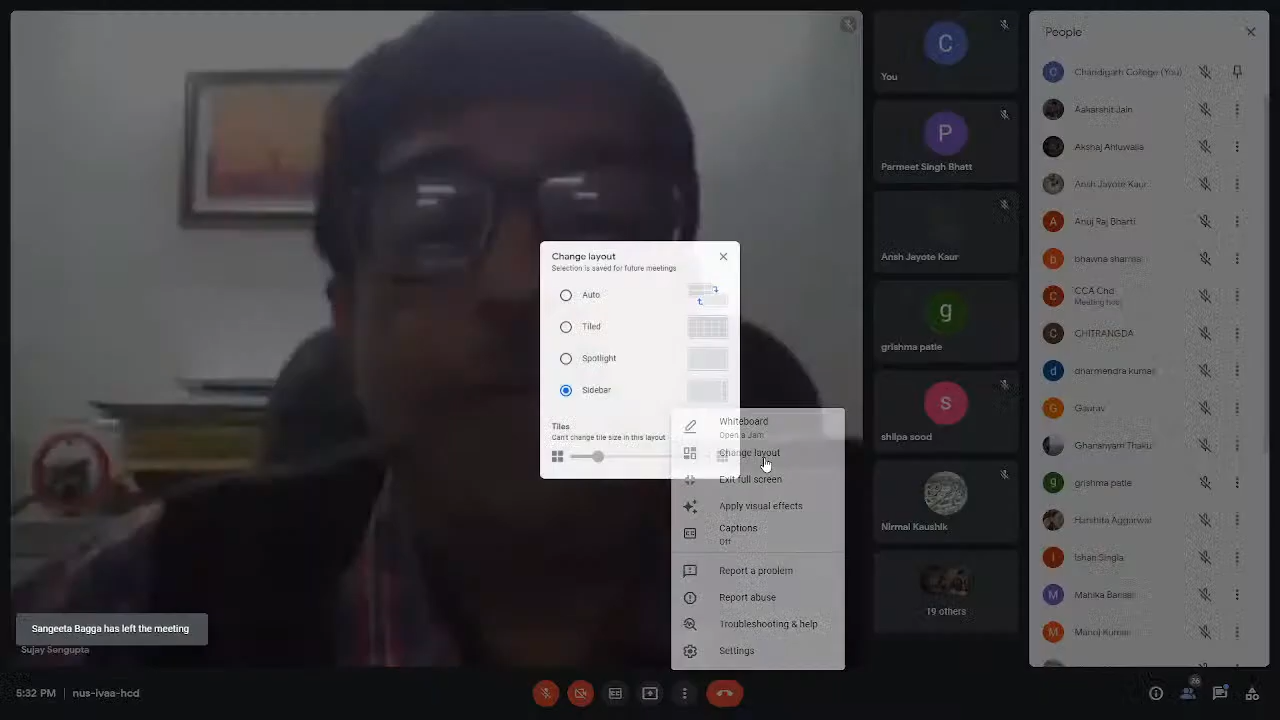 You
Parmeet Singh Bhatt
Ansh Jayote Kaur
grishma patle
shilpa sood
Nirmal Kaushik
19 others
C
P
g
S
People
Chandigarh College (You)
Aakarshit Jain
Akshaj Ahluwalia
Ansh Jayote Kaur
Anuj Raj Bharti
bhawna sharma
CCA Chd
Meeting host
CHITRANGDA
dharmendra kumar
Gaurav
Ghananyam Thaku
grishma patle
Harshita Aggarwal
Ishan Singla
Manika Bansal
Manoj Kumar
Change layout
Selection is saved for future meetings
Auto
Tiled
Spotlight
Sidebar
Tiles
Can't change tile size in this layout
Whiteboard
Open a Jam
Change layout
Exit full screen
Apply visual effects
Captions
Off
Report a problem
Report abuse
Troubleshooting & help
Settings
Sangeeta Bagga has left the meeting
Sujay Sengupta
5:32 PM | nus-ivaa-hcd
26